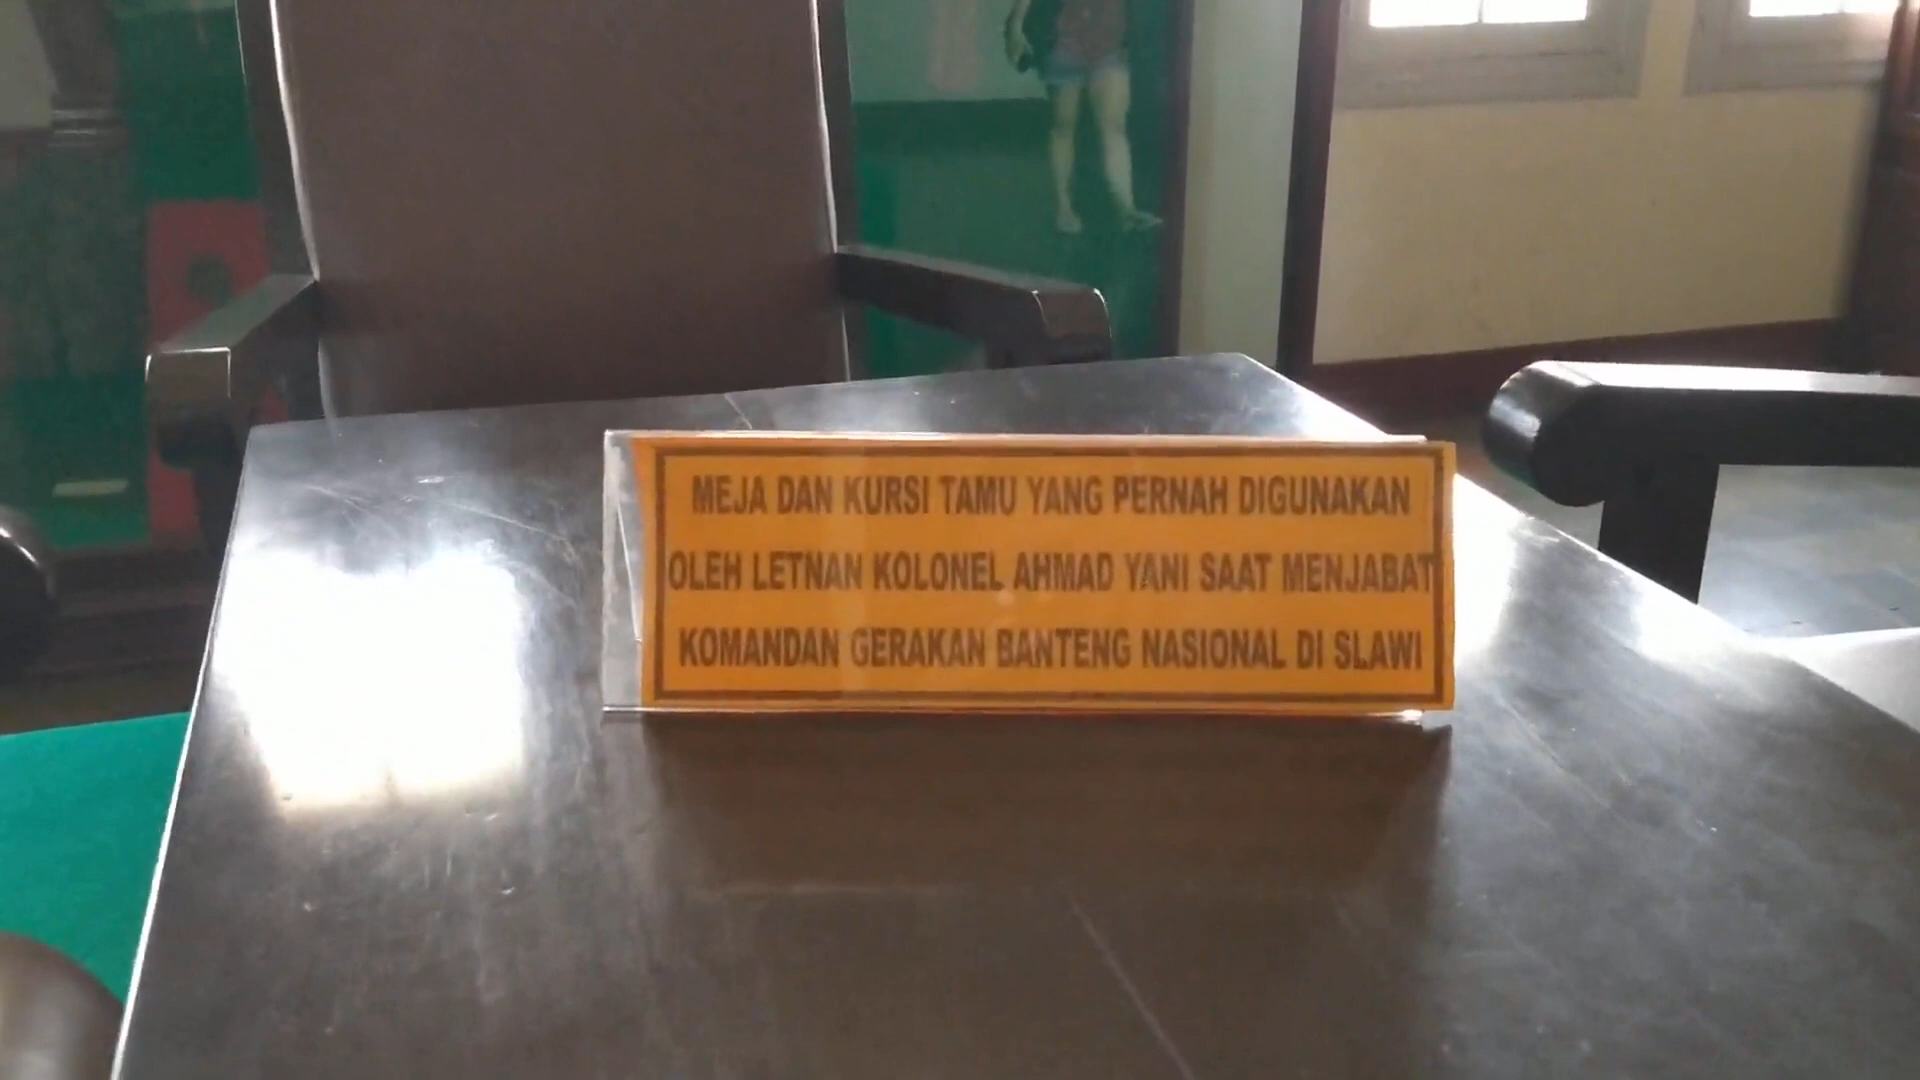 MEJA DAN KURSI TAMU YANG PERNAH DIGUNAKAN
OLEH LETNAN KOLONEL AHMAD YANI SAAT MENJABAT
KOMANDAN GERAKAN BANTENG NASIONAL DI SLAWI